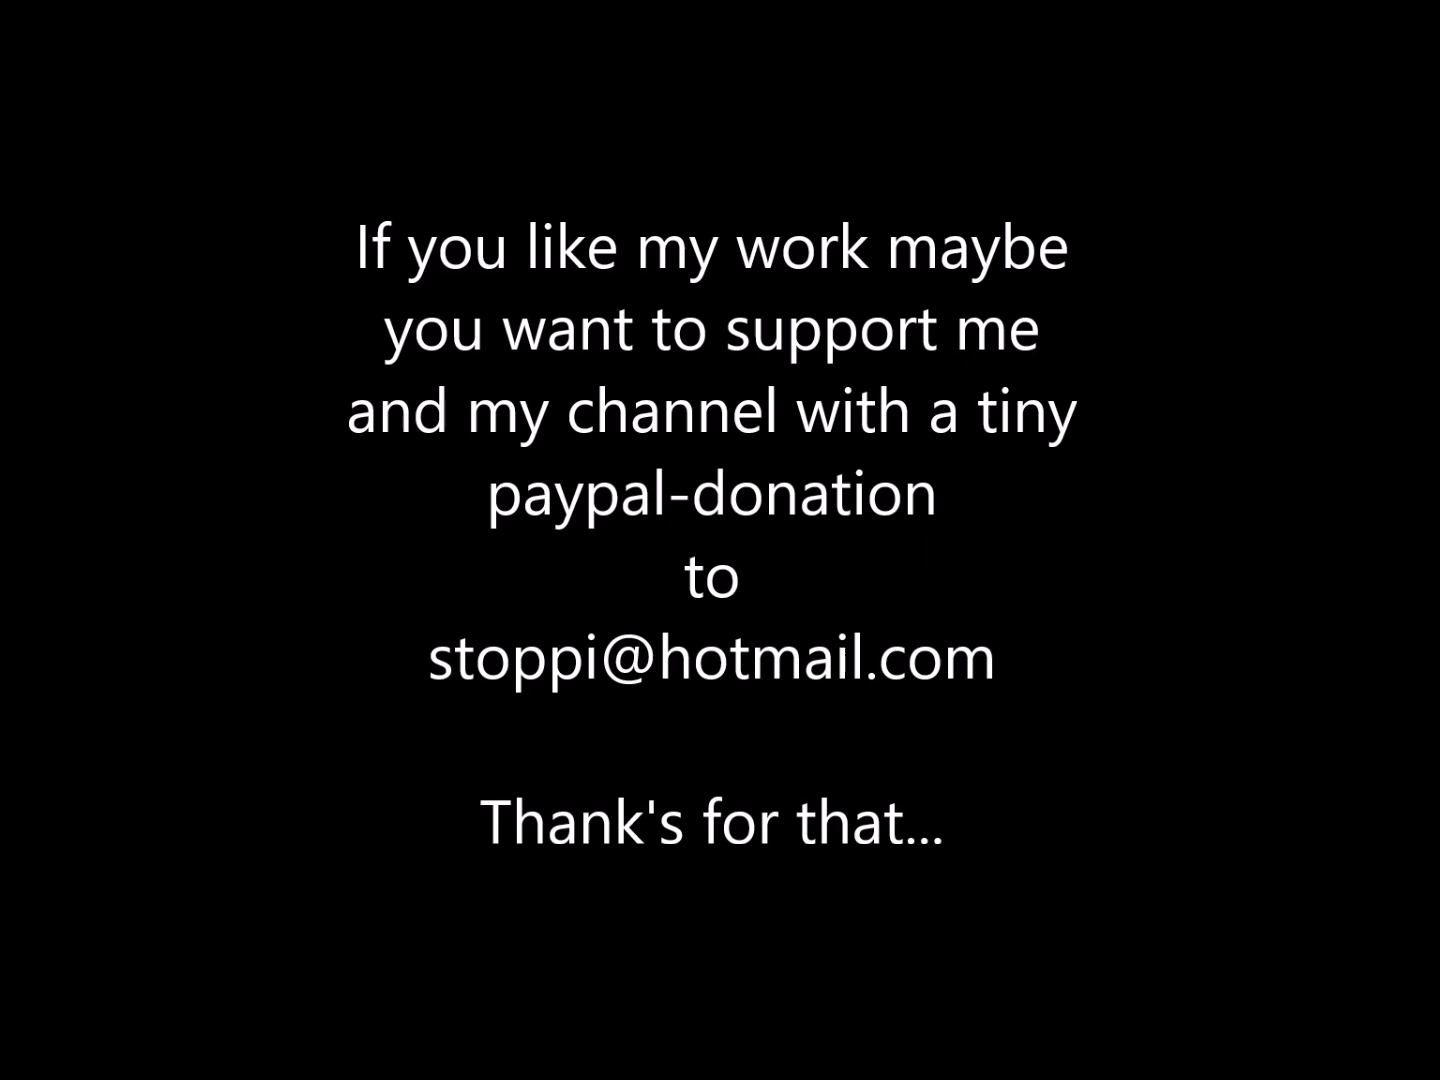 If you like my work maybe
you want to support me
and my channel with a tiny
paypal-donation
to
stoppi@hotmail.com
Thank's for that...